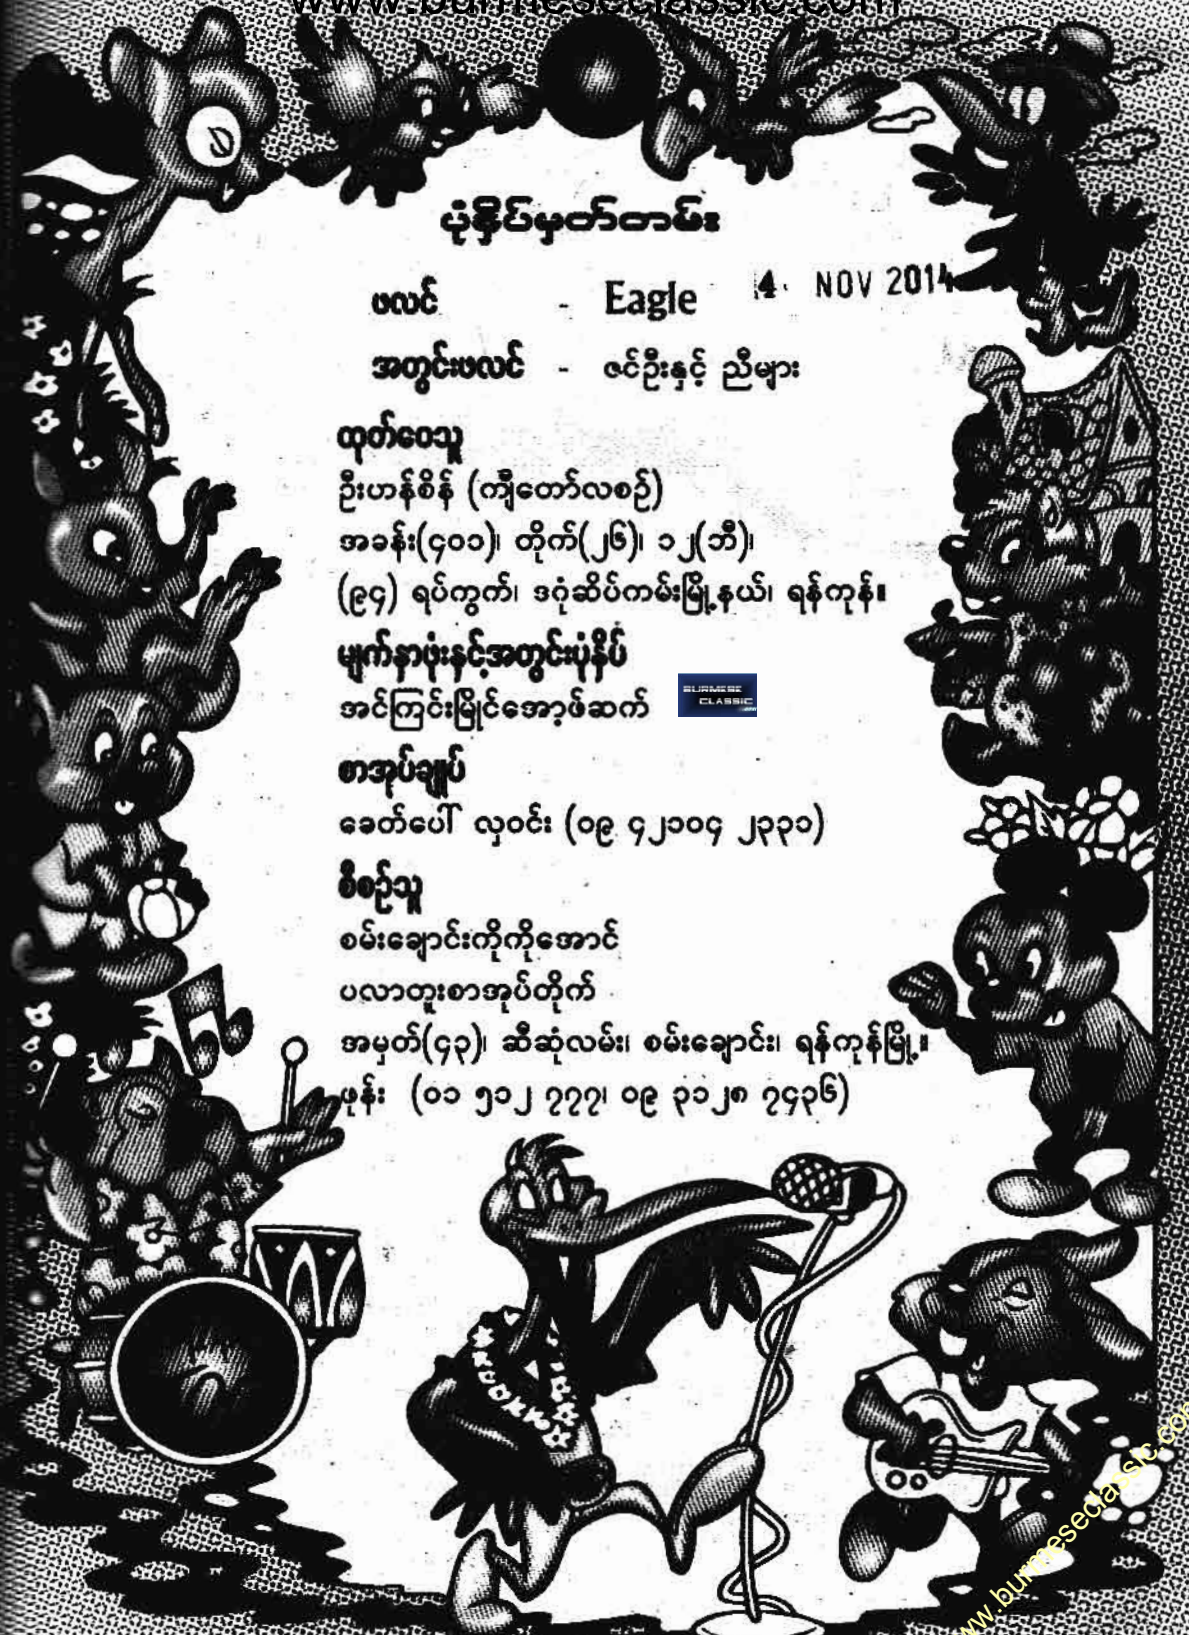 www.burmeseclassic.com
ပုံနှိပ်မှတ်တမ်း
ဖလင် - Eagle 4 NOV 2014
အတွင်းဖလင် - ဇင်ဦးနှင့် ညီများ
ထုတ်ဝေသူ
ဦးဟန်စိန် (ကျီတော်လစဉ်)
အခန်း(၄၀၁)၊ တိုက်(၂၆)၊ ၁၂(ဘီ)၊
(၉၄) ရပ်ကွက်၊ ဒဂုံဆိပ်ကမ်းမြို့နယ်၊ ရန်ကုန်။
မျက်နှာဖုံးနှင့်အတွင်းပုံနှိပ်
အင်ကြင်းမြိုင်အော့ဖ်ဆက်
BURMESE
CLASSIC
.com
စာအုပ်ချုပ်
ခေတ်ပေါ် လှဝင်း (၀၉ ၄၂၁၀၄ ၂၃၃၁)
စီစဉ်သူ
စမ်းချောင်းကိုကိုအောင်
ပလာတူးစာအုပ်တိုက်
အမှတ်(၄၃)၊ ဆီဆုံလမ်း၊ စမ်းချောင်း၊ ရန်ကုန်မြို့။
ဖုန်း (၀၁ ၅၁၂ ၇၇၇၊ ၀၉ ၃၁၂၈ ၇၄၃၆)
www.burmeseclassic.com